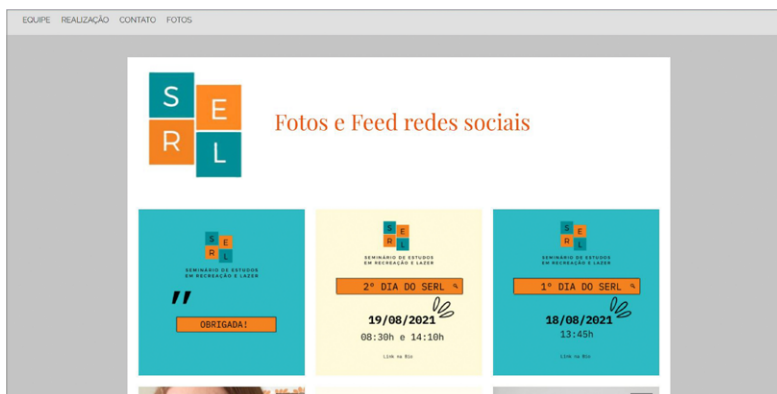 EQUIPE REALIZAÇÃO CONTATO FOTOS
S E
R L
Fotos e Feed redes sociais
S E
R L
SEMINÁRIO DE ESTUDOS
EM RECREAÇÃO E LAZER
"
OBRIGADA!
S E
R L
SEMINÁRIO DE ESTUDOS
EM RECREAÇÃO E LAZER
2º DIA DO SERL
19/08/2021
08:30h e 14:10h
Link na Bio
S E
R L
SEMINÁRIO DE ESTUDOS
EM RECREAÇÃO E LAZER
1º DIA DO SERL
18/08/2021
13:45h
Link na Bio